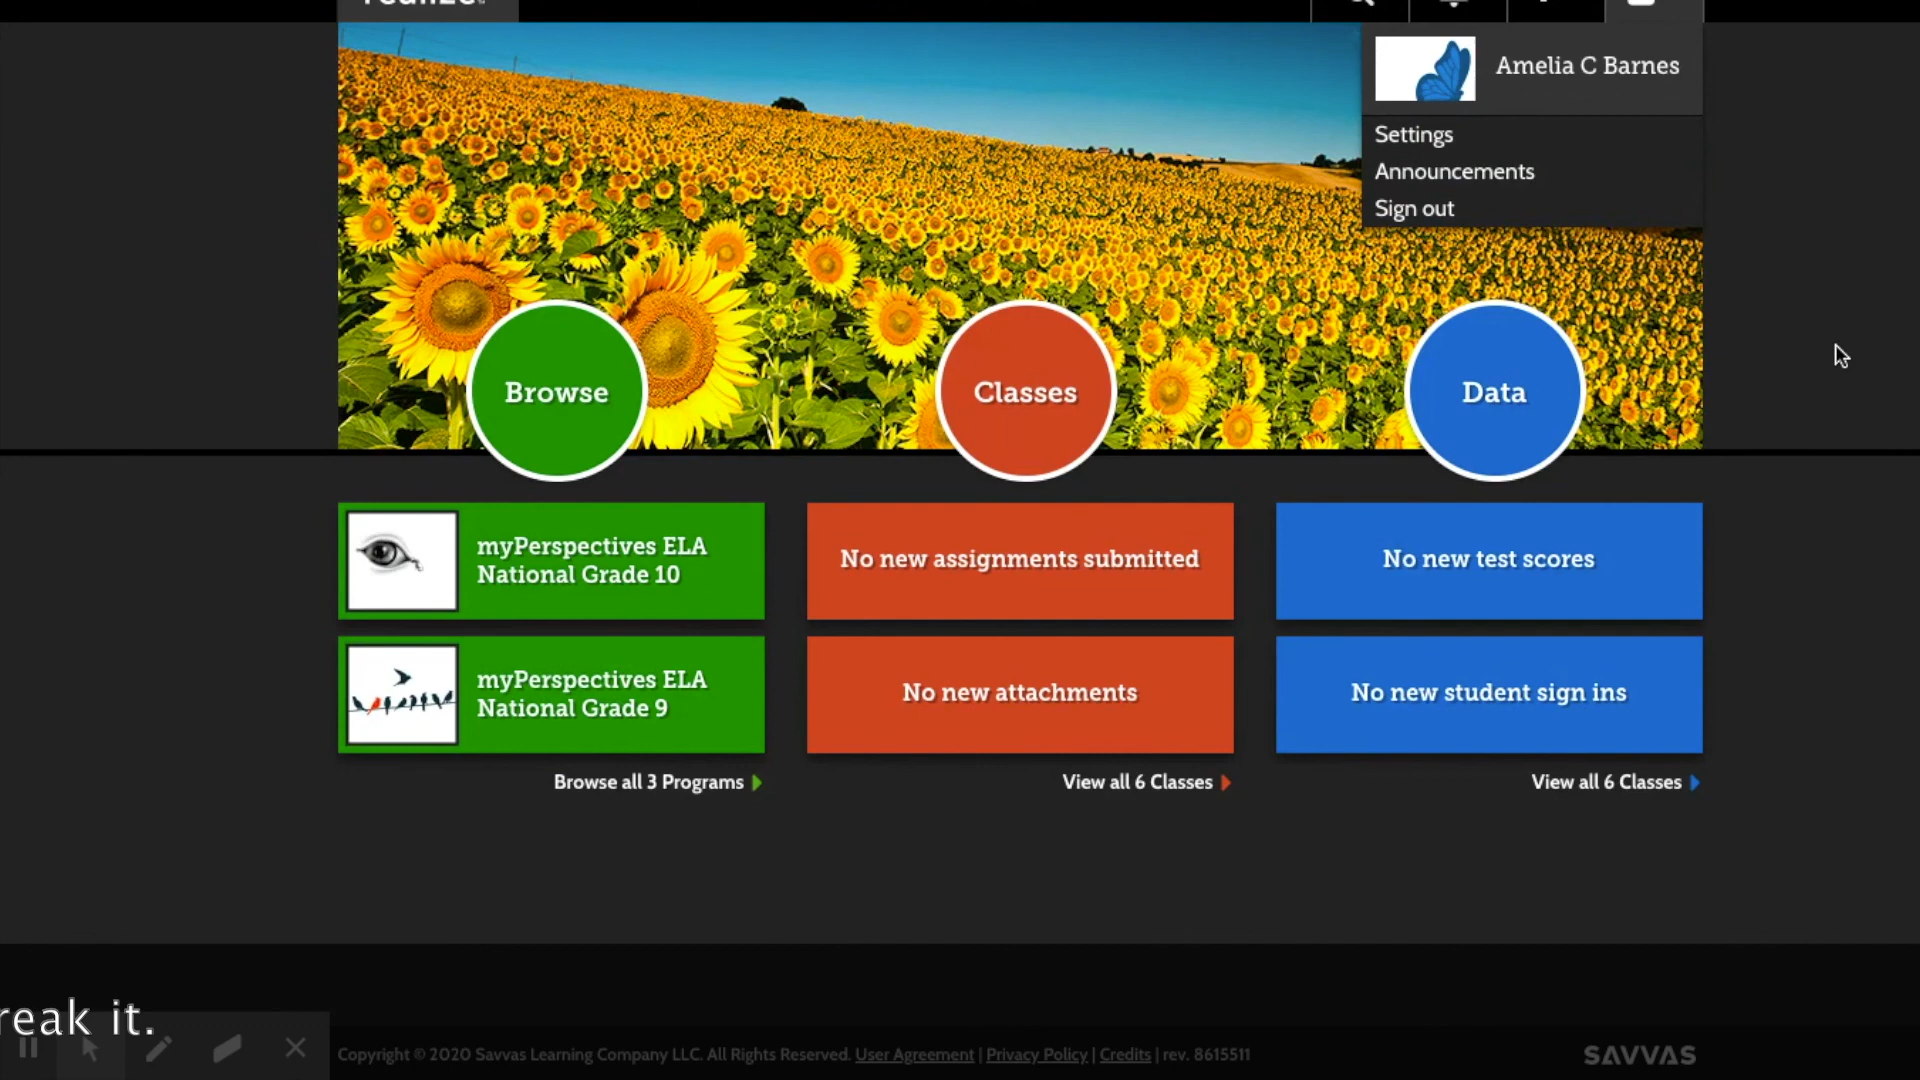 realize
Amelia C Barnes
Settings
Announcements
Sign out
Browse
Classes
Data
myPerspectives ELA
National Grade 10
No new assignments submitted
No new test scores
myPerspectives ELA
National Grade 9
No new attachments
No new student sign ins
Browse all 3 Programs
View all 6 Classes
View all 6 Classes
reak it.
Copyright © 2020 Savvas Learning Company LLC. All Rights Reserved. User Agreement | Privacy Policy | Credits | rev. 8615511
SAVVAS